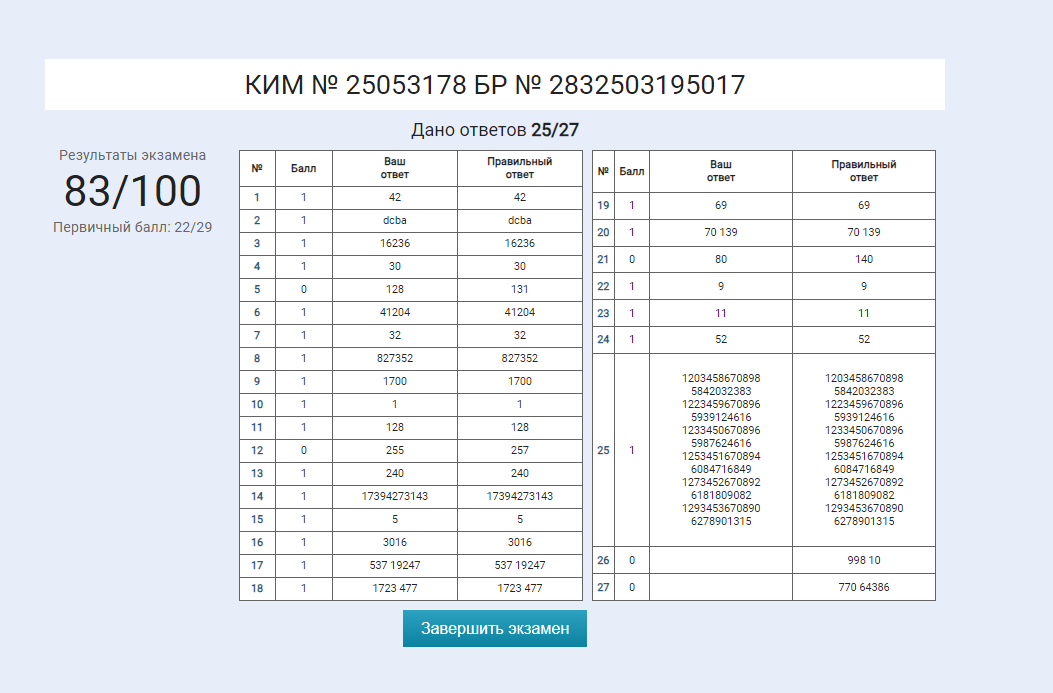 КИМ № 25053178 БР № 2832503195017
Дано ответов 25/27
Результаты экзамена
83/100
Первичный балл: 22/29
№ Балл Ваш ответ Правильный ответ
1 1 42 42
2 1 dcba dcba
3 1 16236 16236
4 1 30 30
5 0 128 131
6 1 41204 41204
7 1 32 32
8 1 827352 827352
9 1 1700 1700
10 1 1 1
11 1 128 128
12 0 255 257
13 1 240 240
14 1 17394273143 17394273143
15 1 5 5
16 1 3016 3016
17 1 537 19247 537 19247
18 1 1723 477 1723 477
№ Балл Ваш ответ Правильный ответ
19 1 69 69
20 1 70 139 70 139
21 0 80 140
22 1 9 9
23 1 11 11
24 1 52 52
1203458670898 1203458670898
5842032383 5842032383
1223459670896 1223459670896
5939124616 5939124616
1233450670896 1233450670896
25 1 5987624616 5987624616
1253451670894 1253451670894
6084716849 6084716849
1273452670892 1273452670892
6181809082 6181809082
1293453670890 1293453670890
6278901315 6278901315
26 0 998 10
27 0 770 64386
Завершить экзамен